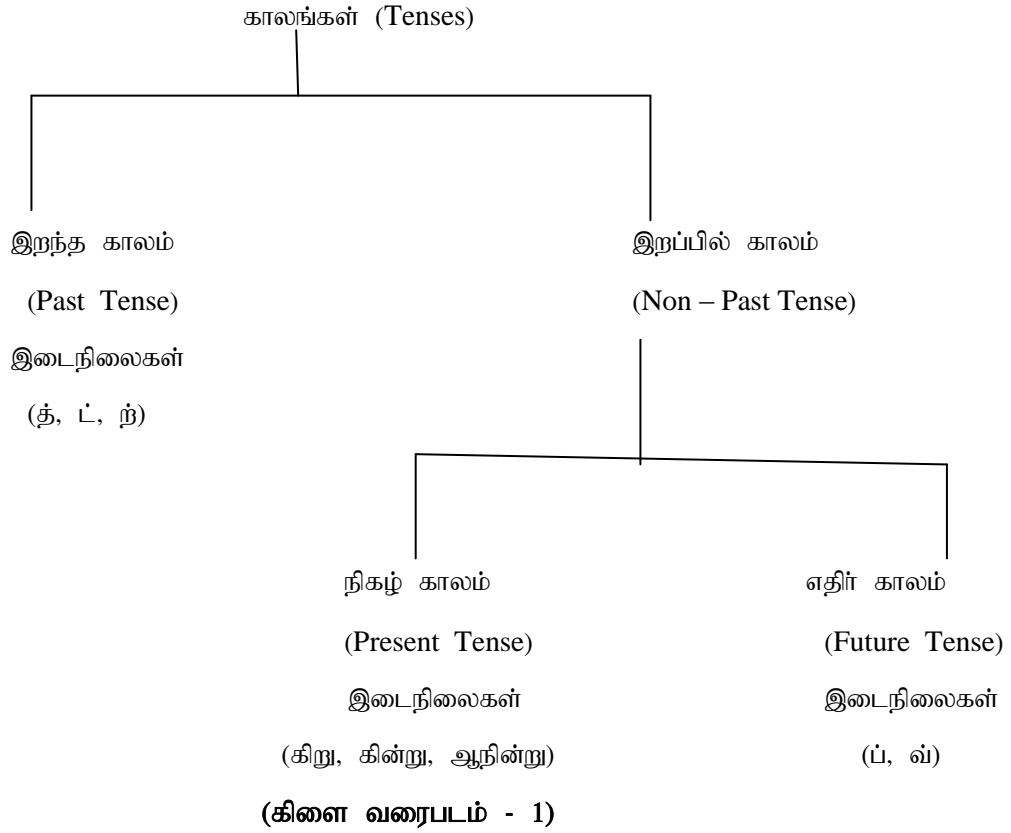 காலங்கள் (Tenses)
இறந்த காலம்
(Past Tense)
இடைநிலைகள்
(த், ட், ற்)
இறப்பில் காலம்
(Non – Past Tense)
நிகழ் காலம்
(Present Tense)
இடைநிலைகள்
(கிறு, கின்று, ஆநின்று)
எதிர் காலம்
(Future Tense)
இடைநிலைகள்
(ப், வ்)
(கிளை வரைபடம் - 1)